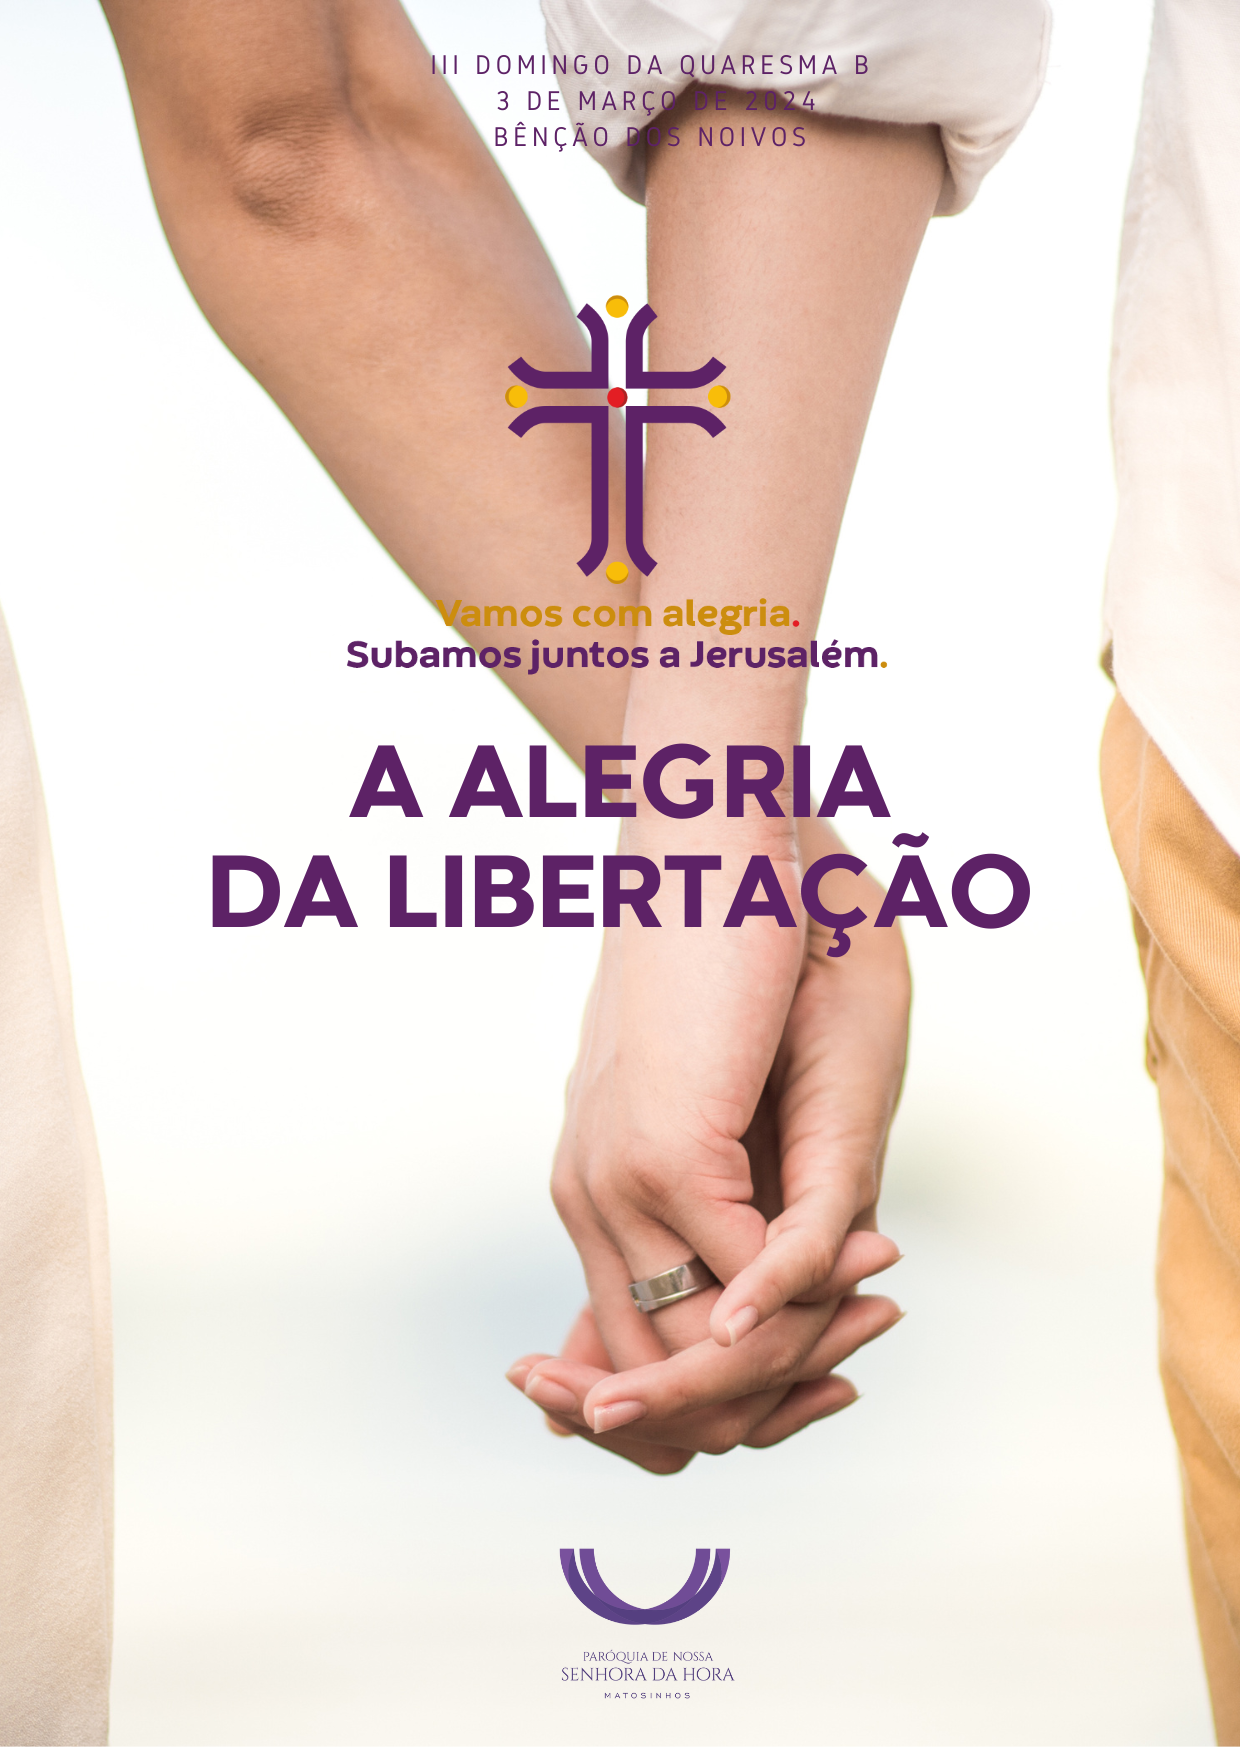 III DOMINGO DA QUARESMA B
3 DE MARÇO DE 2024
BÊNÇÃO DOS NOIVOS
Vamos com alegria.
Subamos juntos a Jerusalém.
A ALEGRIA
DA LIBERTAÇÃO
PARÓQUIA DE NOSSA
SENHORA DA HORA
MATOSINHOS